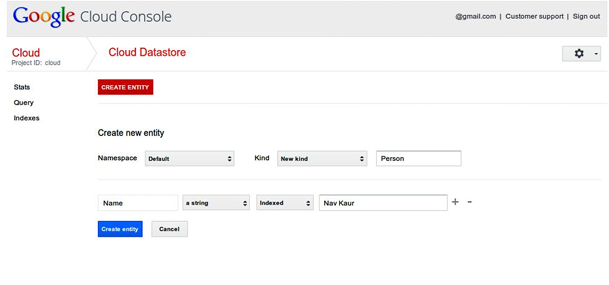 Google Cloud Console
@gmail.com | Customer support | Sign out
Cloud
Project ID: cloud
Cloud Datastore
Stats
Query
Indexes
CREATE ENTITY
Create new entity
Namespace Default Kind New kind Person
Name a string Indexed Nav Kaur + -
Create entity Cancel